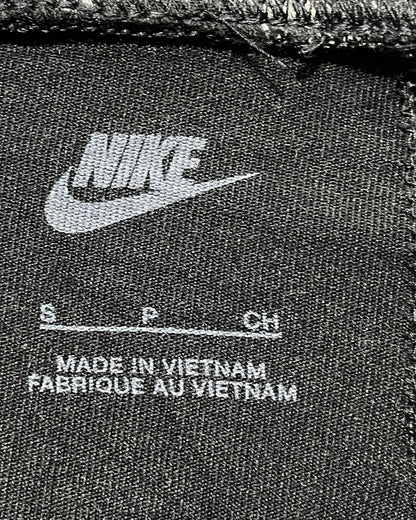 NIKE
S P CH
MADE IN VIETNAM
FABRIQUE AU VIETNAM